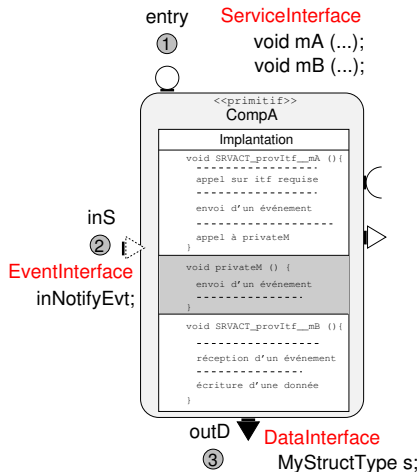 entry
ServiceInterface
1
void mA (...);
void mB (...);
<<primitif>>
CompA
Implantation
void SRVACT_provItf__mA (){
appel sur itf requise
envoi d'un événement
appel à privateM
}
inS
2
EventInterface
inNotifyEvt;
void privateM () {
envoi d'un événement
}
void SRVACT_provItf__mB (){
réception d'un événement
écriture d'une donnée
}
outD
DataInterface
3
MyStructType s;